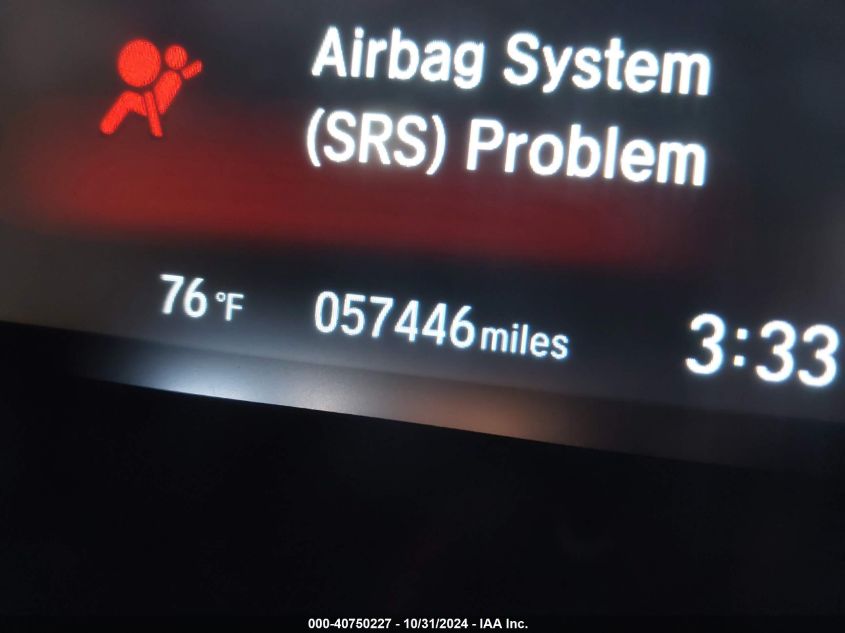 Airbag System
(SRS) Problem
76 °F 057446 miles 3:33
000-40750227 - 10/31/2024 - IAA Inc.